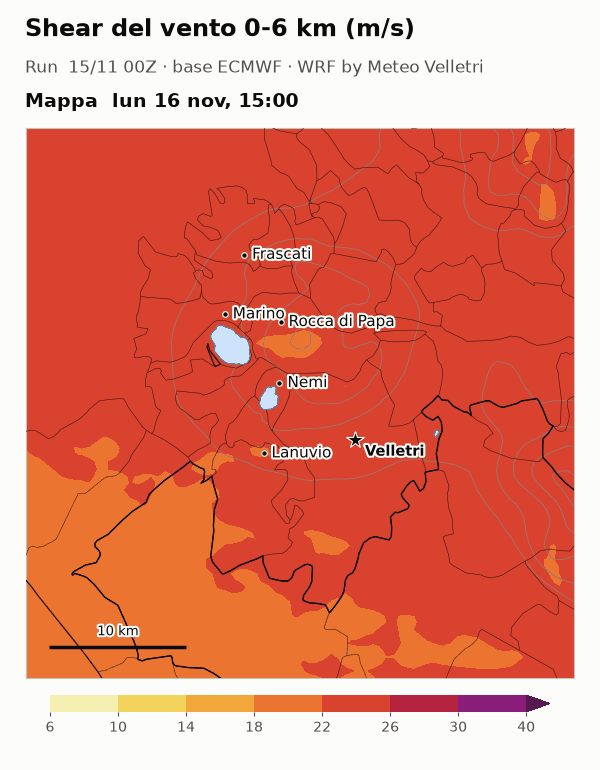 Shear del vento 0-6 km (m/s)
Run  15/11 00Z · base ECMWF · WRF by Meteo Velletri
Mappa  lun 16 nov, 15:00
Frascati
Marino
Rocca di Papa
Nemi
Velletri
Lanuvio
10 km
6 10 14 18 22 26 30 40